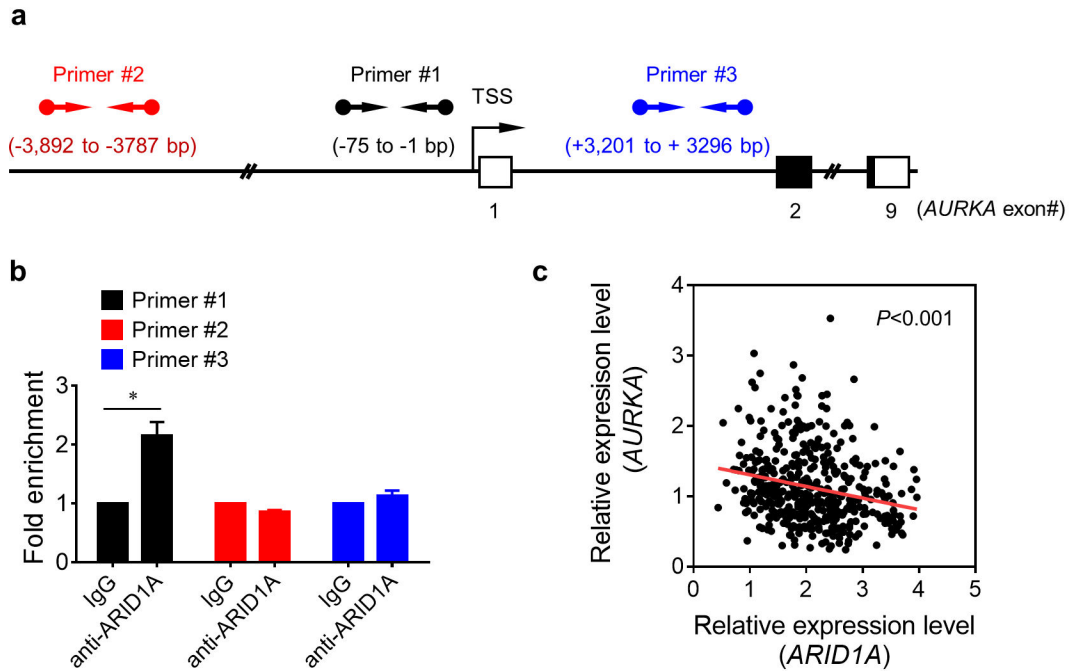 a
Primer #2
Primer #1
Primer #3
TSS
(-3,892 to -3787 bp)
(-75 to -1 bp)
(+3,201 to + 3296 bp)
1
2
9
(AURKA exon#)
b
Primer #1
Primer #2
Primer #3
Fold enrichment
3
2
1
0
*
IgG
anti-ARID1A
IgG
anti-ARID1A
IgG
anti-ARID1A
c
Relative expresison level
(AURKA)
4
3
2
1
0
P<0.001
0
1
2
3
4
5
Relative expression level
(ARID1A)